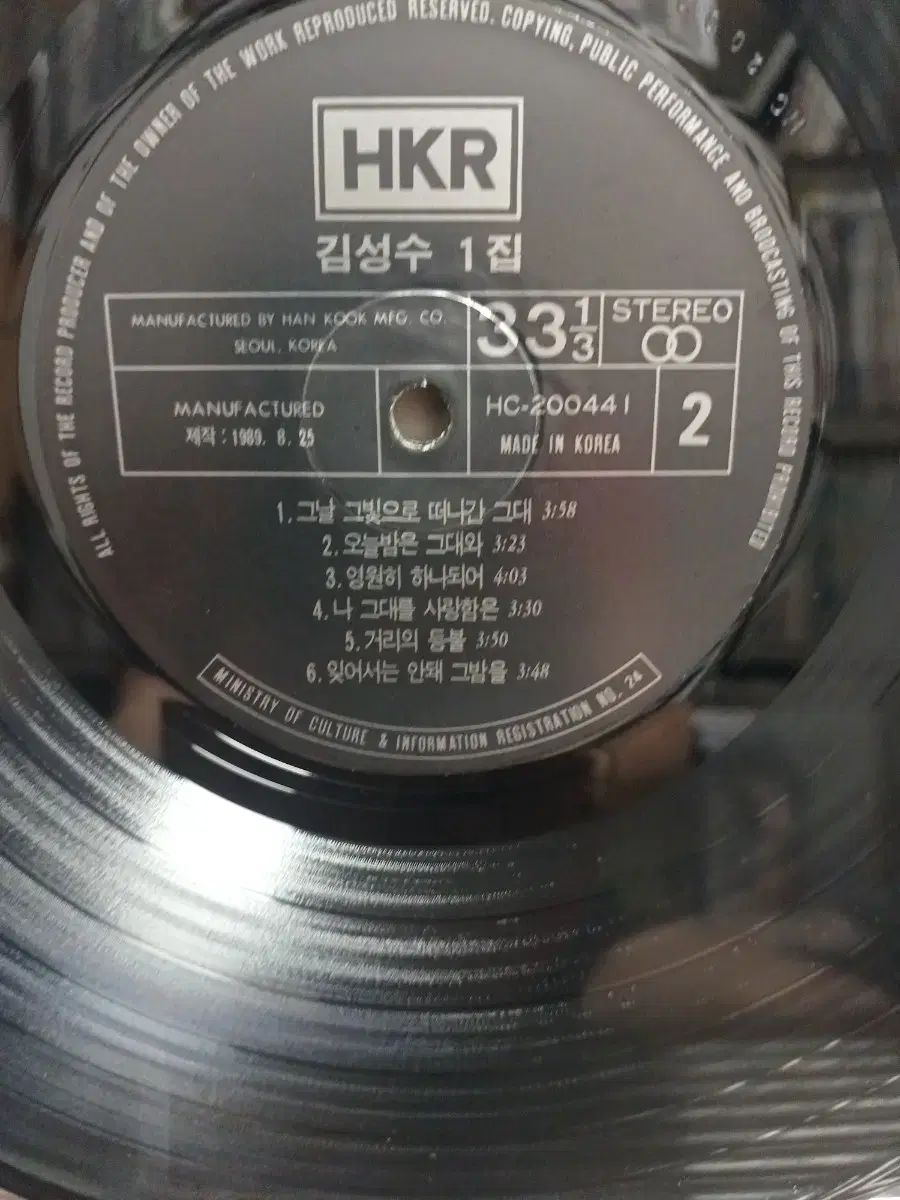 ALL RIGHTS OF THE RECORD PRODUCER AND OF THE OWNER OF THE WORK REPRODUCED RESERVED. COPYING, PUBLIC PERFORMANCE AND BRODCASTING OF THIS RECORD PROHIBITED
HKR
김성수 1집
MANUFACTURED BY HAN KOOK MFG. CO.
SEOUL, KOREA
33 1/3
STEREO
MANUFACTURED
제작 : 1989. 8. 25
HC-200441
MADE IN KOREA
2
1. 그날 그빛으로 떠나간 그대 3:58
2. 오늘밤은 그대와 3:23
3. 영원히 하나되어 4:03
4. 나 그대를 사랑함은 3:30
5. 거리의 등불 3:50
6. 잊어서는 안돼 그밤을 3:48
MINISTRY OF CULTURE & INFORMATION REGISTRATION NO. 24